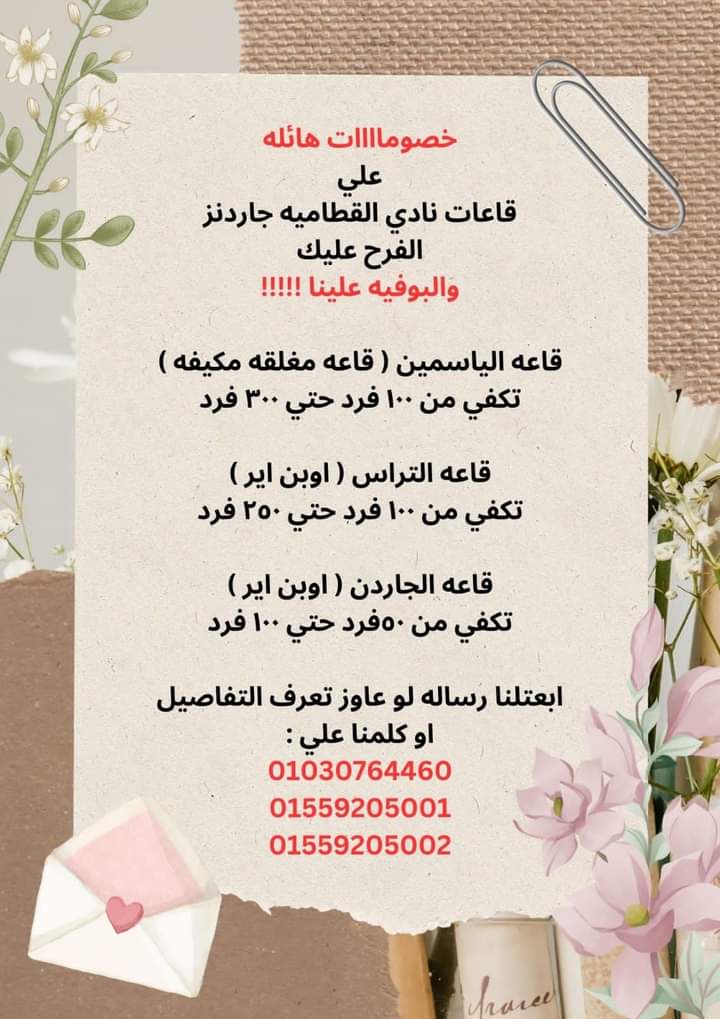 خصوماااات هائله
علي
قاعات نادي القطاميه جاردنز
الفرح عليك
والبوفيه علينا !!!!!
قاعه الياسمين ( قاعه مغلقه مكيفه )
تكفي من ١٠٠ فرد حتي ٣٠٠ فرد
قاعه التراس ( اوبن اير )
تكفي من ١٠٠ فرد حتي ٢٥٠ فرد
قاعه الجاردن ( اوبن اير )
تكفي من ٥٠فرد حتي ١٠٠ فرد
ابعتلنا رساله لو عاوز تعرف التفاصيل
او كلمنا علي :
01030764460
01559205001
01559205002